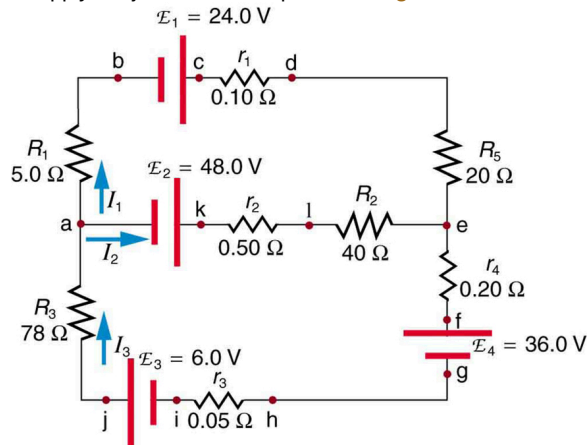 ℰ₁ = 24.0 V
b
c
r₁
d
0.10 Ω
R₁
5.0 Ω
I₁
R₅
20 Ω
ℰ₂ = 48.0 V
a
I₂
k
r₂
0.50 Ω
l
R₂
40 Ω
e
r₄
0.20 Ω
R₃
78 Ω
I₃
f
ℰ₄ = 36.0 V
g
ℰ₃ = 6.0 V
r₃
0.05 Ω
j
i
h